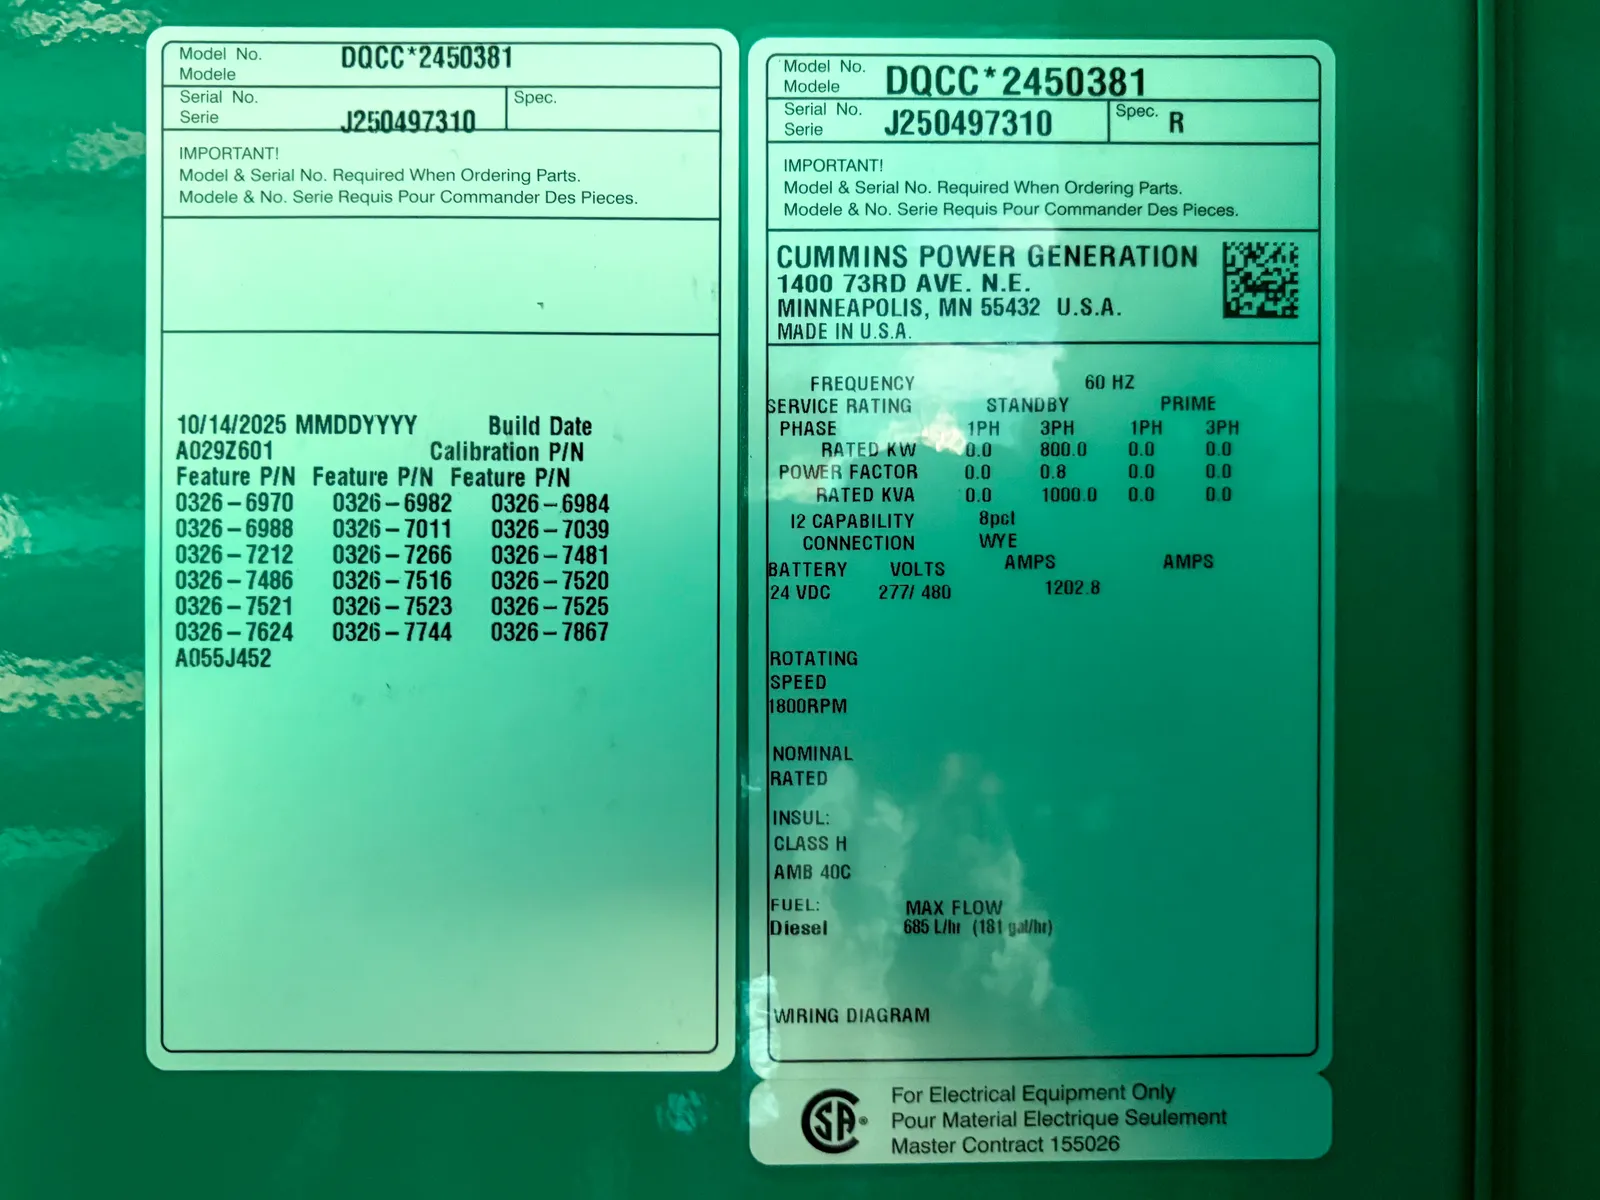 Model No.
Modele
DQCC*2450381
Serial No.
Serie
J250497310
Spec.
IMPORTANT!
Model & Serial No. Required When Ordering Parts.
Modele & No. Serie Requis Pour Commander Des Pieces.
10/14/2025 MMDDYYYY Build Date
A029Z601 Calibration P/N
Feature P/N Feature P/N Feature P/N
0326-6970 0326-6982 0326-6984
0326-6988 0326-7011 0326-7039
0326-7212 0326-7266 0326-7481
0326-7486 0326-7516 0326-7520
0326-7521 0326-7523 0326-7525
0326-7624 0326-7744 0326-7867
A055J452
Model No.
Modele
DQCC*2450381
Serial No.
Serie
J250497310
Spec. R
IMPORTANT!
Model & Serial No. Required When Ordering Parts.
Modele & No. Serie Requis Pour Commander Des Pieces.
CUMMINS POWER GENERATION
1400 73RD AVE. N.E.
MINNEAPOLIS, MN 55432 U.S.A.
MADE IN U.S.A.
FREQUENCY 60 HZ
SERVICE RATING STANDBY PRIME
PHASE 1PH 3PH 1PH 3PH
RATED KW 0.0 800.0 0.0 0.0
POWER FACTOR 0.0 0.8 0.0 0.0
RATED KVA 0.0 1000.0 0.0 0.0
I2 CAPABILITY 8pct
CONNECTION WYE
BATTERY VOLTS AMPS AMPS
24 VDC 277/ 480 1202.8
ROTATING
SPEED
1800RPM
NOMINAL
RATED
INSUL:
CLASS H
AMB 40C
FUEL: MAX FLOW
Diesel 685 L/hr (181 gal/hr)
WIRING DIAGRAM
CSA®
For Electrical Equipment Only
Pour Material Electrique Seulement
Master Contract 155026